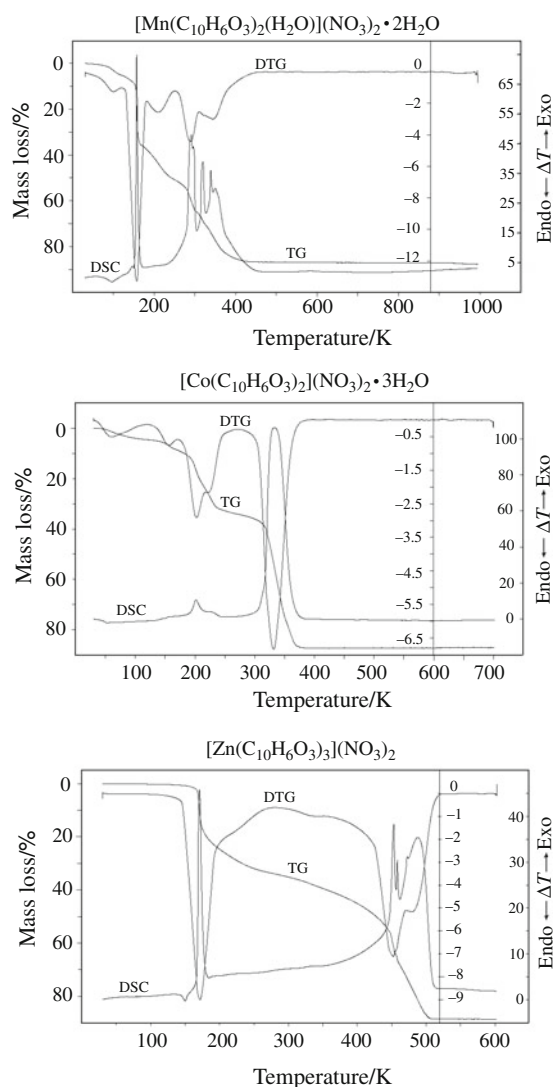 [Mn(C₁₀H₆O₃)₂(H₂O)](NO₃)₂•2H₂O
0
20
40
60
80
Mass loss/%
DTG
TG
DSC
0
−2
−4
−6
−8
−10
−12
65
55
45
35
25
15
5
Endo ← ΔT → Exo
200 400 600 800 1000
Temperature/K
[Co(C₁₀H₆O₃)₂](NO₃)₂•3H₂O
0
20
40
60
80
Mass loss/%
DTG
TG
DSC
−0.5
−1.5
−2.5
−3.5
−4.5
−5.5
−6.5
100
80
60
40
20
0
Endo ← ΔT → Exo
100 200 300 400 500 600 700
Temperature/K
[Zn(C₁₀H₆O₃)₃](NO₃)₂
0
20
40
60
80
Mass loss/%
DTG
TG
DSC
0
−1
−2
−3
−4
−5
−6
−7
−8
−9
40
30
20
10
0
Endo ← ΔT → Exo
100 200 300 400 500 600
Temperature/K